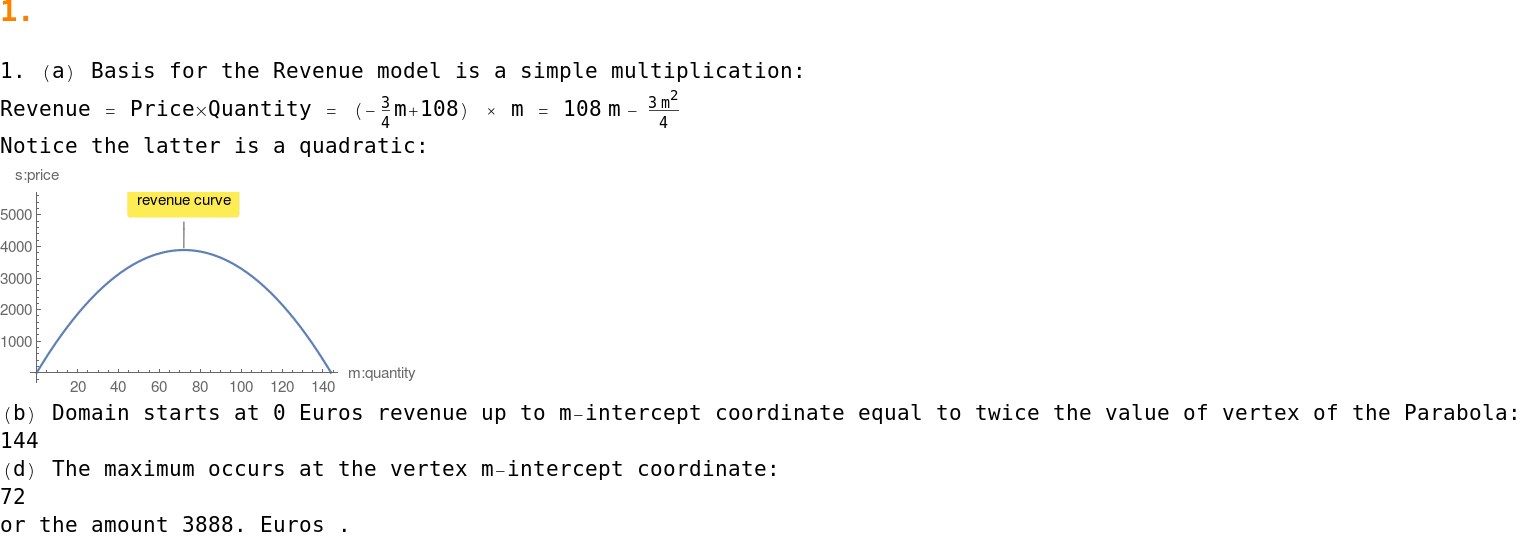 1.
1. (a) Basis for the Revenue model is a simple multiplication:
Revenue = Price×Quantity = (-3/4 m+108) × m = 108 m - 3 m²/4
Notice the latter is a quadratic:
s:price
revenue curve
5000
4000
3000
2000
1000
m:quantity
20 40 60 80 100 120 140
(b) Domain starts at 0 Euros revenue up to m-intercept coordinate equal to twice the value of vertex of the Parabola:
144
(d) The maximum occurs at the vertex m-intercept coordinate:
72
or the amount 3888. Euros .